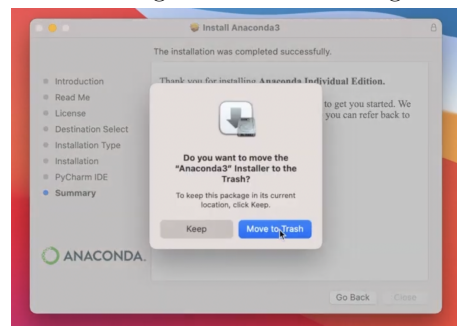 Install Anaconda3
The installation was completed successfully.
Introduction
Read Me
License
Destination Select
Installation Type
Installation
PyCharm IDE
Summary
Thank you for installing Anaconda Individual Edition.
to get you started. We
you can refer back to
Do you want to move the
“Anaconda3” Installer to the
Trash?
To keep this package in its current
location, click Keep.
Keep
Move to Trash
ANACONDA.
Go Back
Close